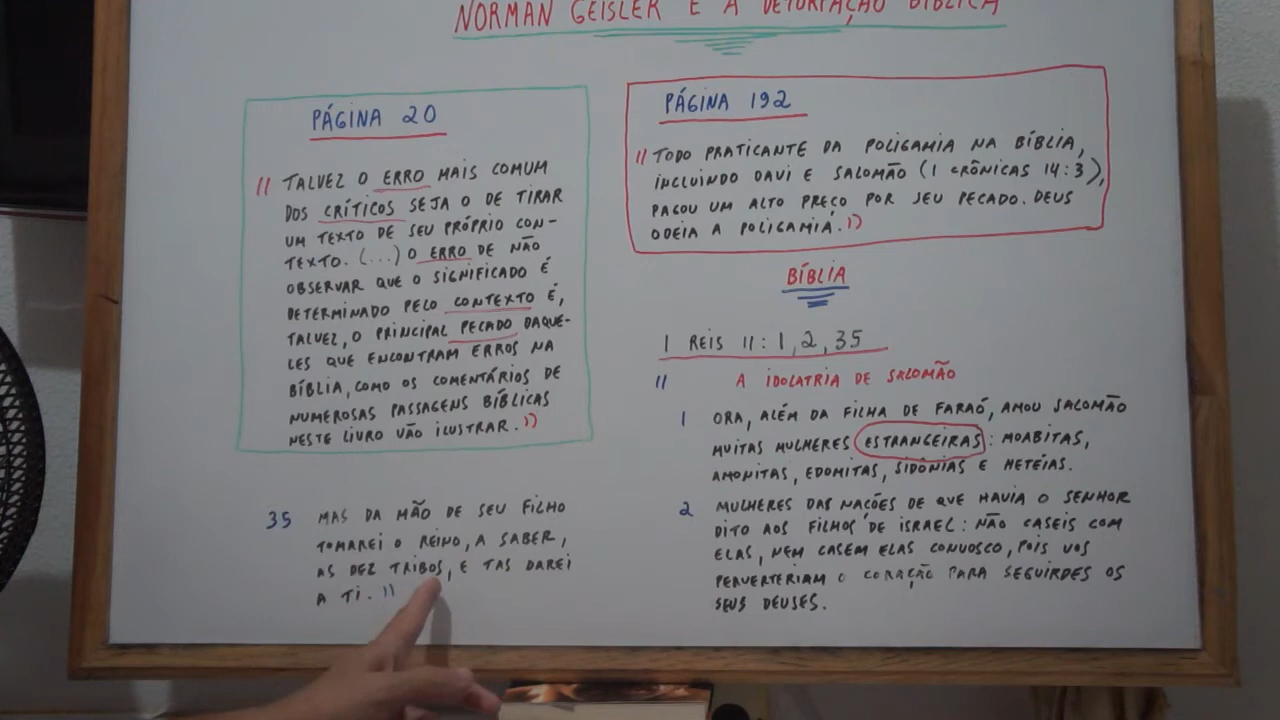 NORMAN GEISLER E A DETURPAÇÃO BÍBLICA
PÁGINA 20
" TALVEZ O ERRO MAIS COMUM
DOS CRÍTICOS SEJA O DE TIRAR
UM TEXTO DE SEU PRÓPRIO CON-
TEXTO. (...) O ERRO DE NÃO
OBSERVAR QUE O SIGNIFICADO É
DETERMINADO PELO CONTEXTO É,
TALVEZ, O PRINCIPAL PECADO DAQUE-
LES QUE ENCONTRAM ERROS NA
BÍBLIA, COMO OS COMENTÁRIOS DE
NUMEROSAS PASSAGENS BÍBLICAS
NESTE LIVRO VÃO ILUSTRAR. "
PÁGINA 192
" TODO PRATICANTE DA POLIGAMIA NA BÍBLIA,
INCLUINDO DAVI E SALOMÃO (1 CRÔNICAS 14:3),
PAGOU UM ALTO PREÇO POR SEU PECADO. DEUS
ODEIA A POLIGAMIA. "
BÍBLIA
1 REIS 11: 1, 2, 35
" A IDOLATRIA DE SALOMÃO
1 ORA, ALÉM DA FILHA DE FARAÓ, AMOU SALOMÃO
MUITAS MULHERES ESTRANGEIRAS: MOABITAS,
AMONITAS, EDOMITAS, SIDÔNIAS E HETÉIAS.
2 MULHERES DAS NAÇÕES DE QUE HAVIA O SENHOR
DITO AOS FILHOS DE ISRAEL: NÃO CASEIS COM
ELAS, NEM CASEM ELAS CONVOSCO, POIS VOS
PERVERTERIAM O CORAÇÃO PARA SEGUIRDES OS
SEUS DEUSES.
35 MAS DA MÃO DE SEU FILHO
TOMAREI O REINO, A SABER,
AS DEZ TRIBOS, E TAS DAREI
A TI. "